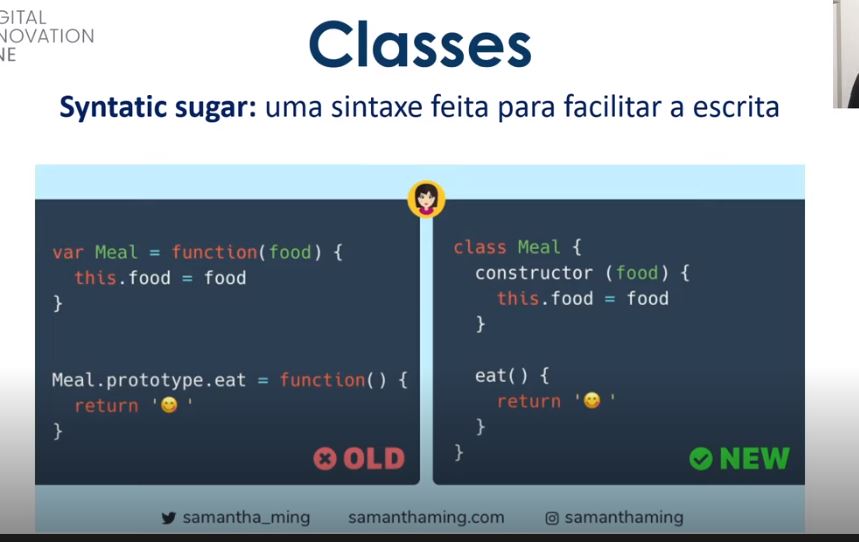 GITAL
NOVATION
NE
Classes
Syntatic sugar: uma sintaxe feita para facilitar a escrita
var Meal = function(food) {
this.food = food
}
Meal.prototype.eat = function() {
return '😋 '
}
OLD
class Meal {
constructor (food) {
this.food = food
}
eat() {
return '😋 '
}
}
NEW
samantha_ming
samanthaming.com
samanthaming